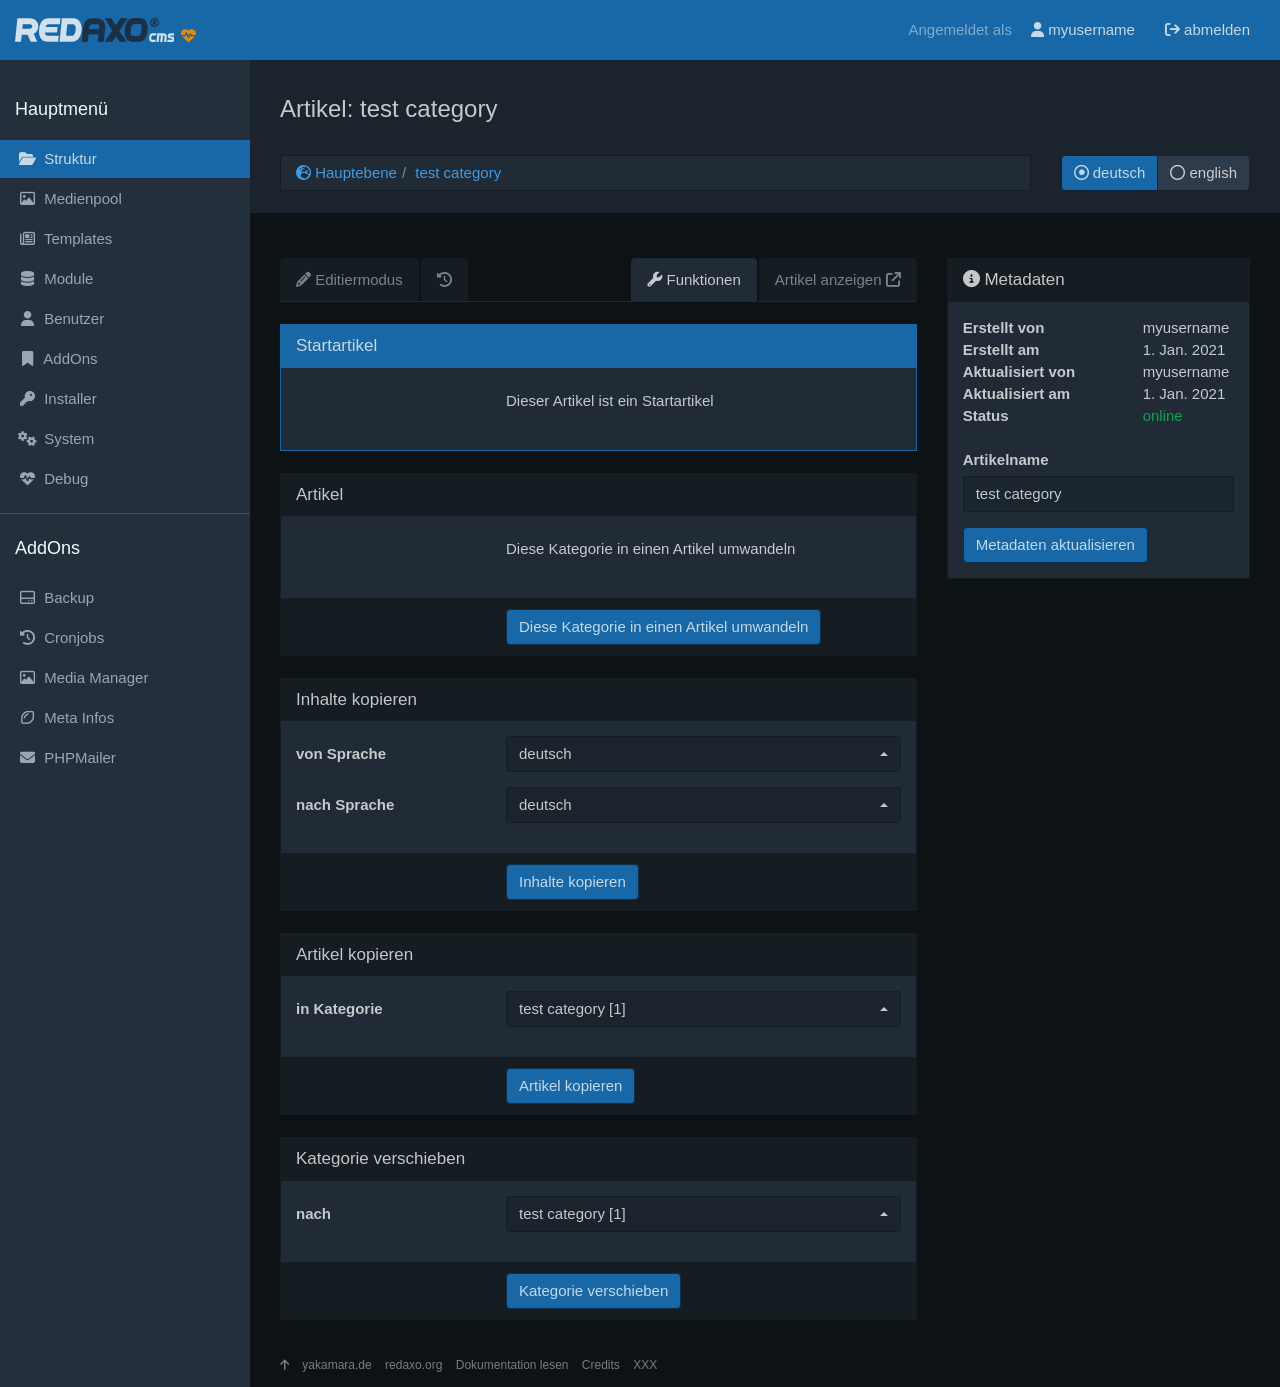 REDAXO® cms
Angemeldet als myusername abmelden
Hauptmenü
Struktur
Medienpool
Templates
Module
Benutzer
AddOns
Installer
System
Debug
AddOns
Backup
Cronjobs
Media Manager
Meta Infos
PHPMailer
Artikel: test category
Hauptebene / test category
deutsch english
Editiermodus Funktionen Artikel anzeigen
Startartikel
Dieser Artikel ist ein Startartikel
Artikel
Diese Kategorie in einen Artikel umwandeln
Diese Kategorie in einen Artikel umwandeln
Inhalte kopieren
von Sprache deutsch
nach Sprache deutsch
Inhalte kopieren
Artikel kopieren
in Kategorie test category [1]
Artikel kopieren
Kategorie verschieben
nach test category [1]
Kategorie verschieben
Metadaten
Erstellt von myusername
Erstellt am 1. Jan. 2021
Aktualisiert von myusername
Aktualisiert am 1. Jan. 2021
Status online
Artikelname
test category
Metadaten aktualisieren
yakamara.de redaxo.org Dokumentation lesen Credits XXX